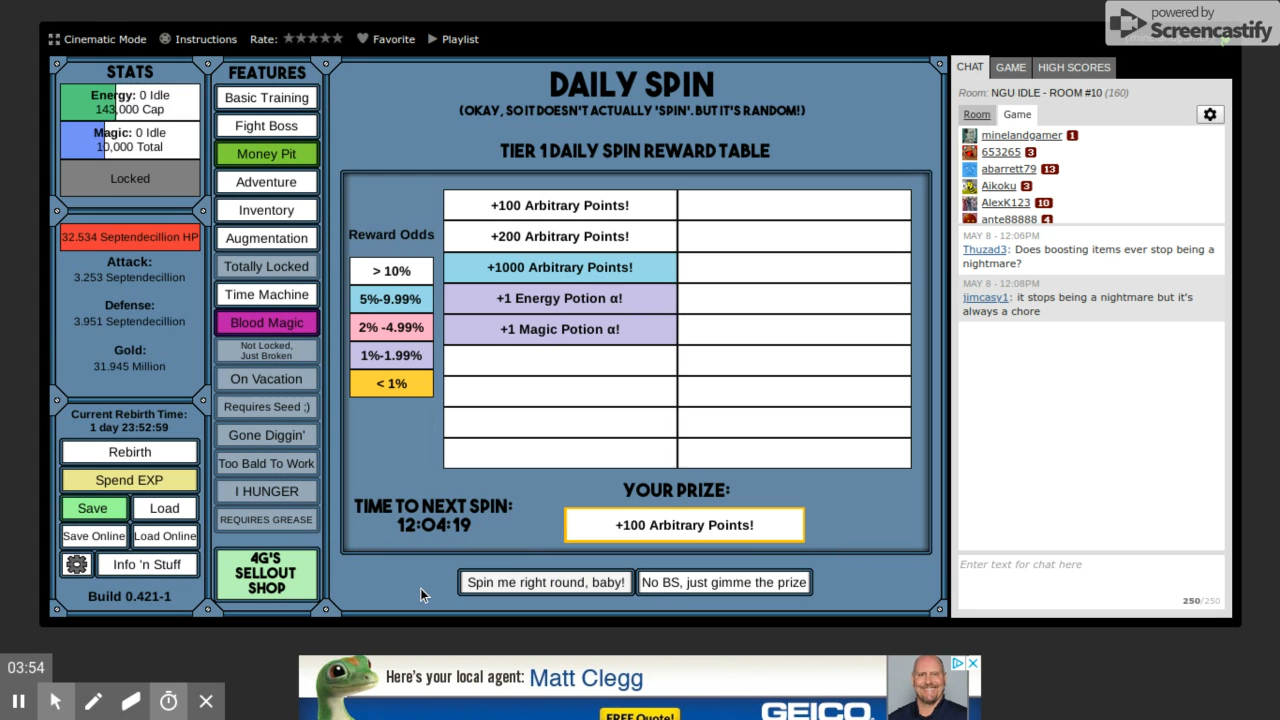 powered by
Screencastify
Cinematic Mode
Instructions
Rate:
Favorite
Playlist
STATS
Energy: 0 Idle
143,000 Cap
Magic: 0 Idle
10,000 Total
Locked
32.534 Septendecillion HP
Attack:
3.253 Septendecillion
Defense:
3.951 Septendecillion
Gold:
31.945 Million
Current Rebirth Time:
1 day 23:52:59
Rebirth
Spend EXP
Save
Load
Save Online
Load Online
Info 'n Stuff
Build 0.421-1
FEATURES
Basic Training
Fight Boss
Money Pit
Adventure
Inventory
Augmentation
Totally Locked
Time Machine
Blood Magic
Not Locked,
Just Broken
On Vacation
Requires Seed ;)
Gone Diggin'
Too Bald To Work
I HUNGER
REQUIRES GREASE
4G'S
SELLOUT
SHOP
DAILY SPIN
(OKAY, SO IT DOESN'T ACTUALLY 'SPIN'. BUT IT'S RANDOM!)
TIER 1 DAILY SPIN REWARD TABLE
Reward Odds
> 10%
5%-9.99%
2% -4.99%
1%-1.99%
< 1%
+100 Arbitrary Points!
+200 Arbitrary Points!
+1000 Arbitrary Points!
+1 Energy Potion α!
+1 Magic Potion α!
TIME TO NEXT SPIN:
12:04:19
YOUR PRIZE:
+100 Arbitrary Points!
Spin me right round, baby!
No BS, just gimme the prize
CHAT
GAME
HIGH SCORES
Room: NGU IDLE - ROOM #10 (160)
Room
Game
minelandgamer 1
653265 3
abarrett79 13
Aikoku 3
AlexK123 10
ante88888 4
MAY 8 - 12:06PM
Thuzad3: Does boosting items ever stop being a
nightmare?
MAY 8 - 12:08PM
jimcasy1: it stops being a nightmare but it's
always a chore
Enter text for chat here
250/250
03:54
Here's your local agent: Matt Clegg
FREE Quote!
GEICO